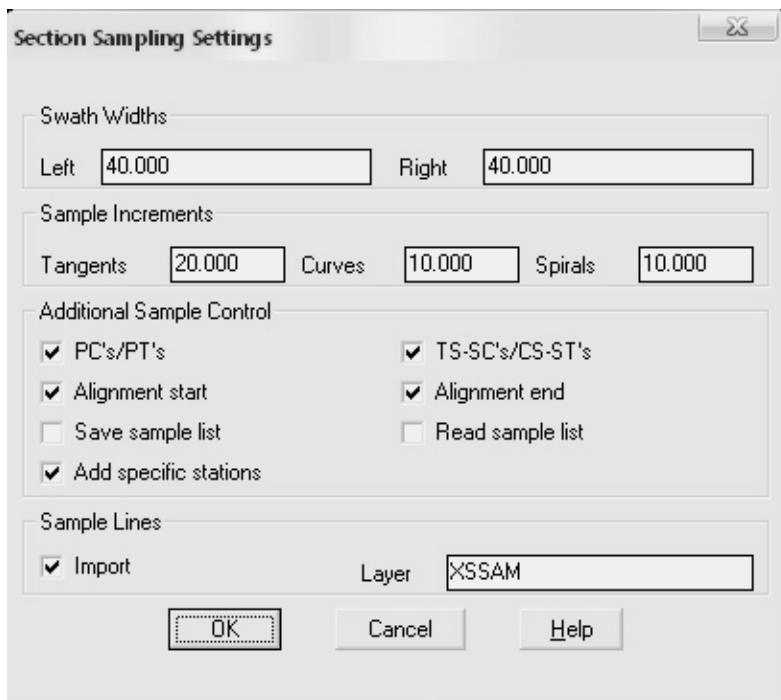 Section Sampling Settings
Swath Widths
Left 40.000 Right 40.000
Sample Increments
Tangents 20.000 Curves 10.000 Spirals 10.000
Additional Sample Control
PC's/PT's TS-SC's/CS-ST's
Alignment start Alignment end
Save sample list Read sample list
Add specific stations
Sample Lines
Import Layer XSSAM
OK Cancel Help